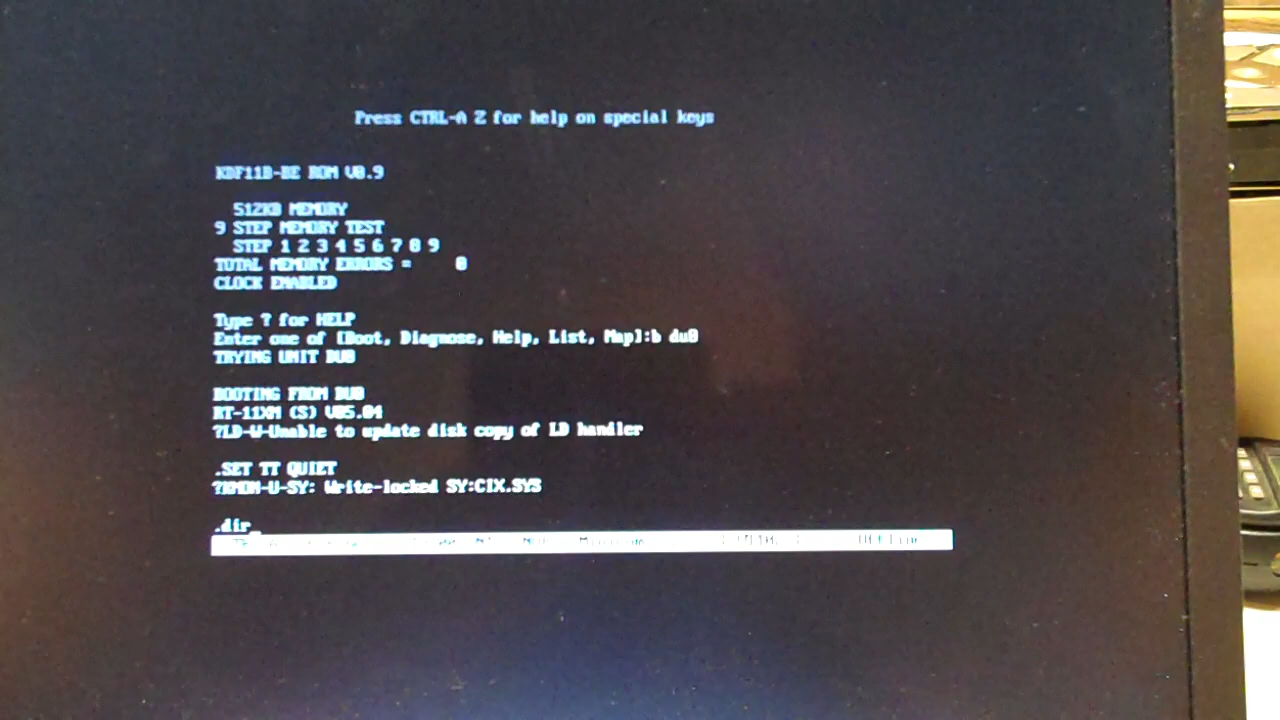 Press CTRL-A Z for help on special keys
KDF11B-BE ROM V0.9
512KB MEMORY
9 STEP MEMORY TEST
STEP 1 2 3 4 5 6 7 8 9
TOTAL MEMORY ERRORS = 0
CLOCK ENABLED
Type ? for HELP
Enter one of [Boot, Diagnose, Help, List, Map]:b du0
TRYING UNIT DU0
BOOTING FROM DU0
RT-11XM (S) V05.04
?LD-W-Unable to update disk copy of LD handler
.SET TT QUIET
?KMON-U-SY: Write-locked SY:CIX.SYS
.dir_